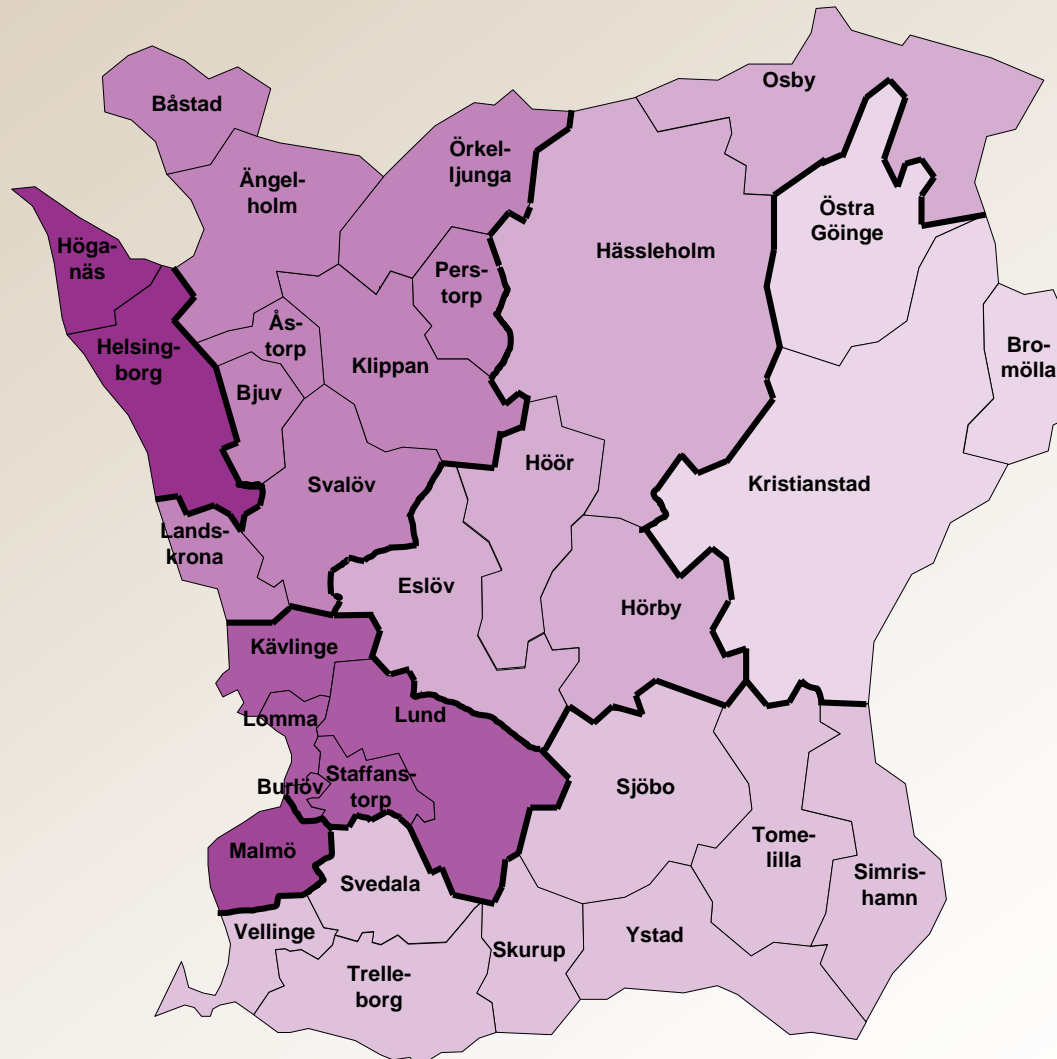 Osby
Båstad
Örkel-
ljunga
Ängel-
holm
Östra
Göinge
Höga-
näs
Hässleholm
Pers-
torp
Ås-
torp
Helsing-
borg
Klippan
Bro-
mölla
Bjuv
Höör
Svalöv
Kristianstad
Lands-
krona
Eslöv
Hörby
Kävlinge
Lomma
Lund
Burlöv
Staffans-
torp
Sjöbo
Malmö
Tome-
lilla
Svedala
Simris-
hamn
Vellinge
Ystad
Skurup
Trelle-
borg